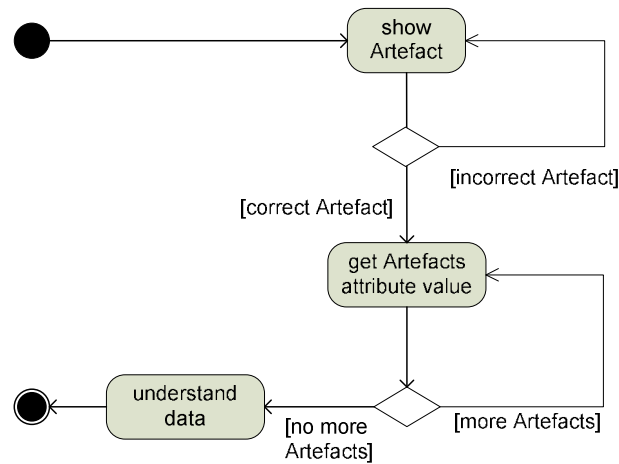 show
Artefact
[incorrect Artefact]
[correct Artefact]
get Artefacts
attribute value
understand
data
[no more
Artefacts]
[more Artefacts]